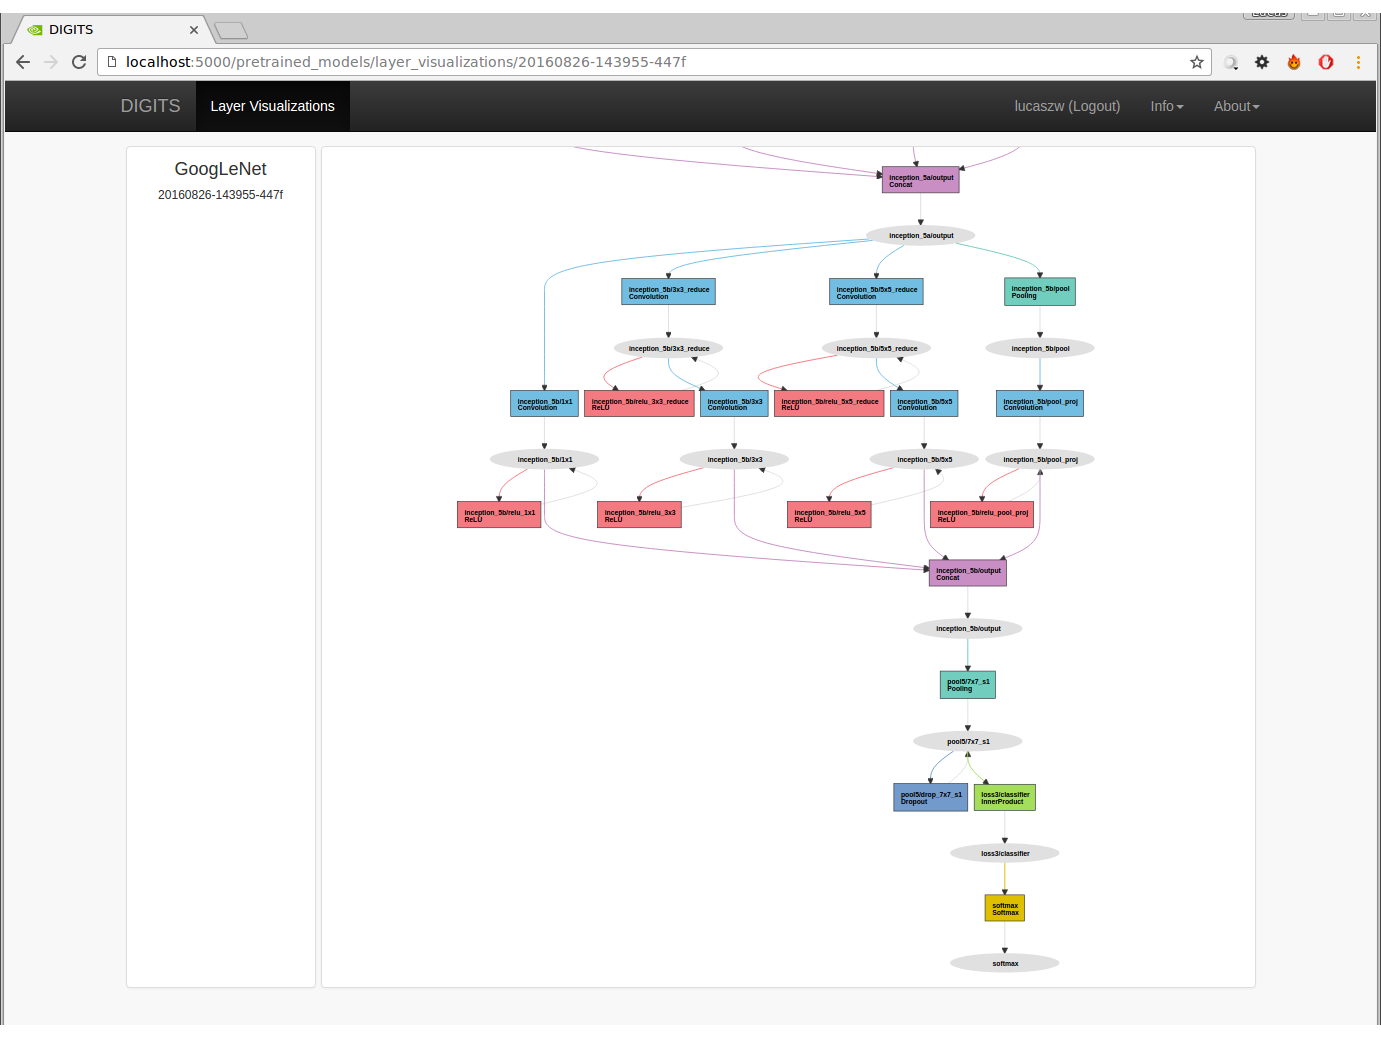 DIGITS
localhost:5000/pretrained_models/layer_visualizations/20160826-143955-447f
DIGITS
Layer Visualizations
lucaszw (Logout)
Info
About
GoogLeNet
20160826-143955-447f
inception_5a/output
Concat
inception_5a/output
inception_5b/3x3_reduce
Convolution
inception_5b/5x5_reduce
Convolution
inception_5b/pool
Pooling
inception_5b/3x3_reduce
inception_5b/5x5_reduce
inception_5b/pool
inception_5b/1x1
Convolution
inception_5b/relu_3x3_reduce
ReLU
inception_5b/3x3
Convolution
inception_5b/relu_5x5_reduce
ReLU
inception_5b/5x5
Convolution
inception_5b/pool_proj
Convolution
inception_5b/1x1
inception_5b/3x3
inception_5b/5x5
inception_5b/pool_proj
inception_5b/relu_1x1
ReLU
inception_5b/relu_3x3
ReLU
inception_5b/relu_5x5
ReLU
inception_5b/relu_pool_proj
ReLU
inception_5b/output
Concat
inception_5b/output
pool5/7x7_s1
Pooling
pool5/7x7_s1
pool5/drop_7x7_s1
Dropout
loss3/classifier
InnerProduct
loss3/classifier
softmax
Softmax
softmax